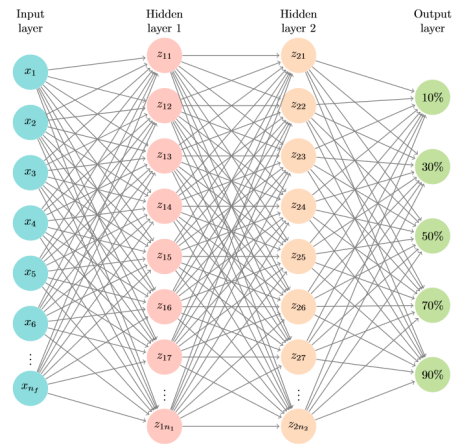 Input
layer
Hidden
layer 1
Hidden
layer 2
Output
layer
x₁
x₂
x₃
x₄
x₅
x₆
⋮
xₙ_f
z₁₁
z₁₂
z₁₃
z₁₄
z₁₅
z₁₆
z₁₇
⋮
z₁ₙ₁
z₂₁
z₂₂
z₂₃
z₂₄
z₂₅
z₂₆
z₂₇
⋮
z₂ₙ₂
10%
30%
50%
70%
90%